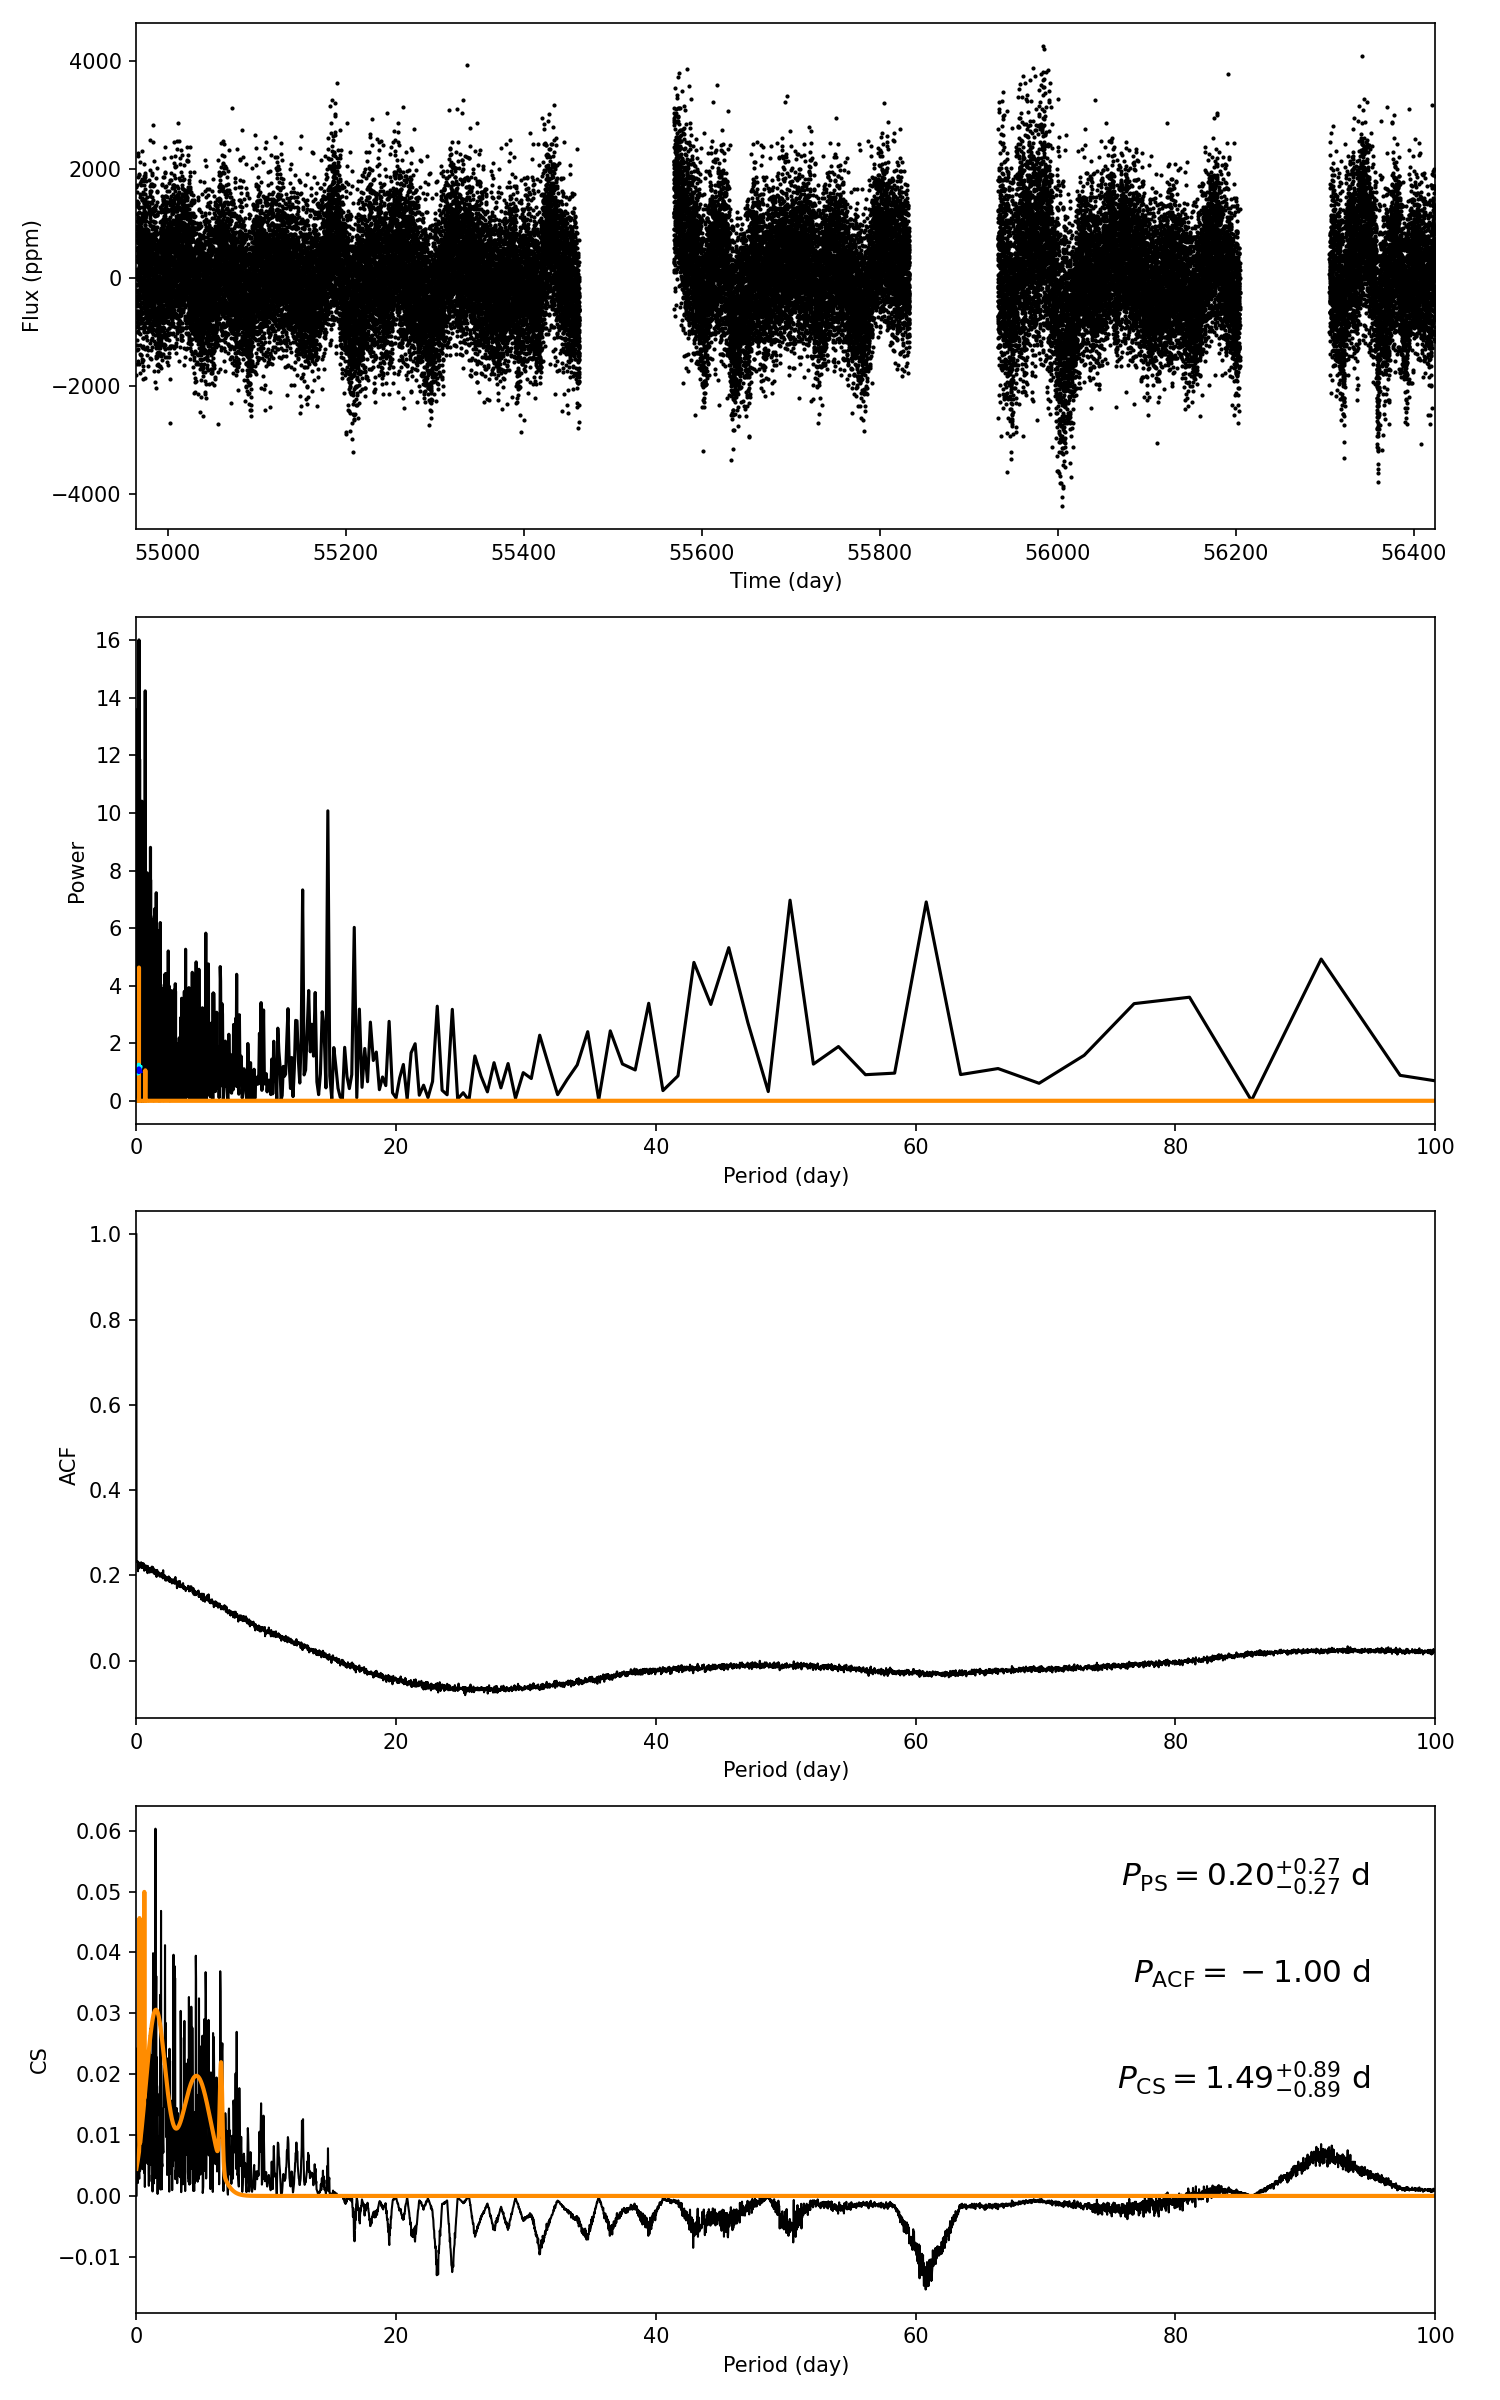 4000
2000
0
−2000
−4000
Flux (ppm)
55000 55200 55400 55600 55800 56000 56200 56400
Time (day)
16
14
12
10
8
6
4
2
0
Power
0 20 40 60 80 100
Period (day)
1.0
0.8
0.6
0.4
0.2
0.0
ACF
0 20 40 60 80 100
Period (day)
0.06
0.05
0.04
0.03
0.02
0.01
0.00
−0.01
CS
P_PS = 0.20 +0.27 −0.27 d
P_ACF = −1.00 d
P_CS = 1.49 +0.89 −0.89 d
0 20 40 60 80 100
Period (day)